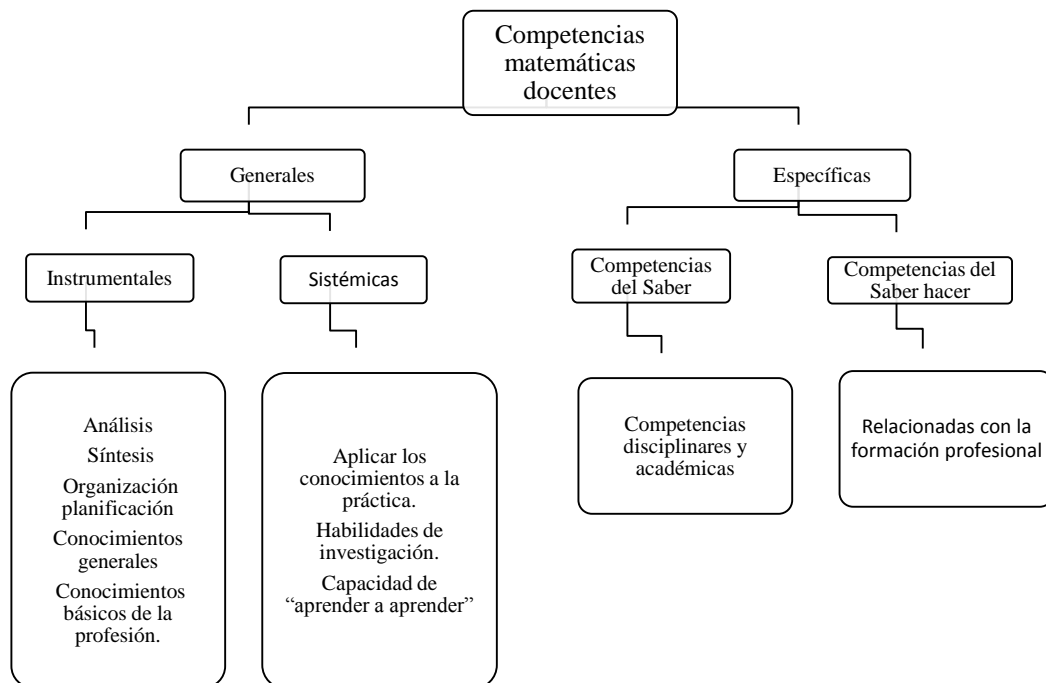 Competencias
matemáticas
docentes
Generales
Específicas
Instrumentales
Sistémicas
Competencias
del Saber
Competencias del
Saber hacer
Análisis
Síntesis
Organización
planificación
Conocimientos
generales
Conocimientos
básicos de la
profesión.
Aplicar los
conocimientos a la
práctica.
Habilidades de
investigación.
Capacidad de
“aprender a aprender”
Competencias
disciplinares y
académicas
Relacionadas con la
formación profesional